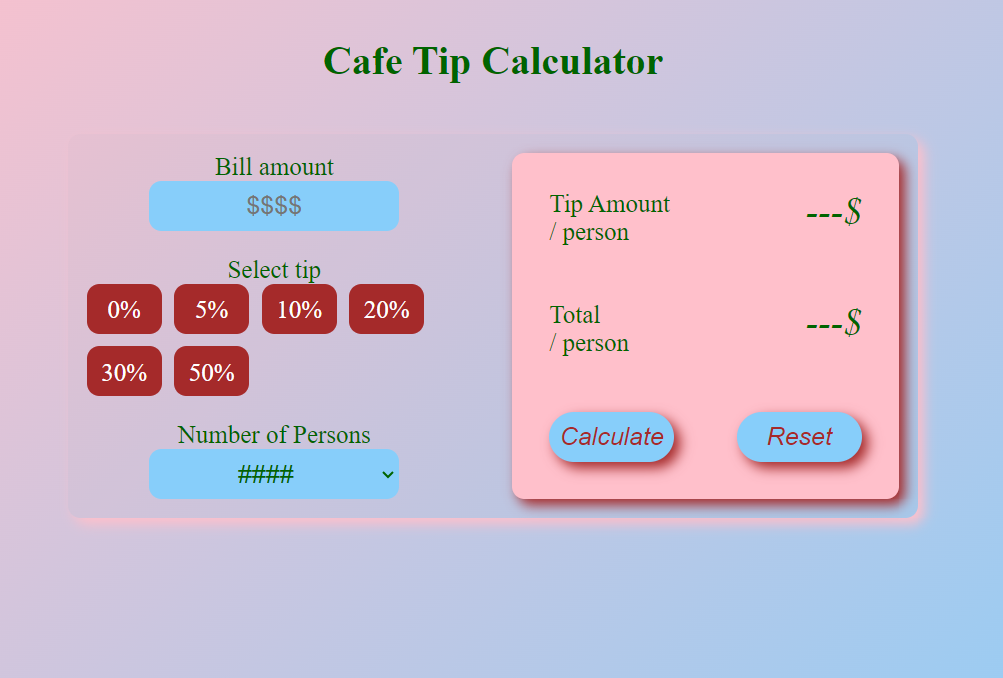 Cafe Tip Calculator
Bill amount
$$$$
Select tip
0% 5% 10% 20%
30% 50%
Number of Persons
####
Tip Amount
/ person
---$
Total
/ person
---$
Calculate Reset